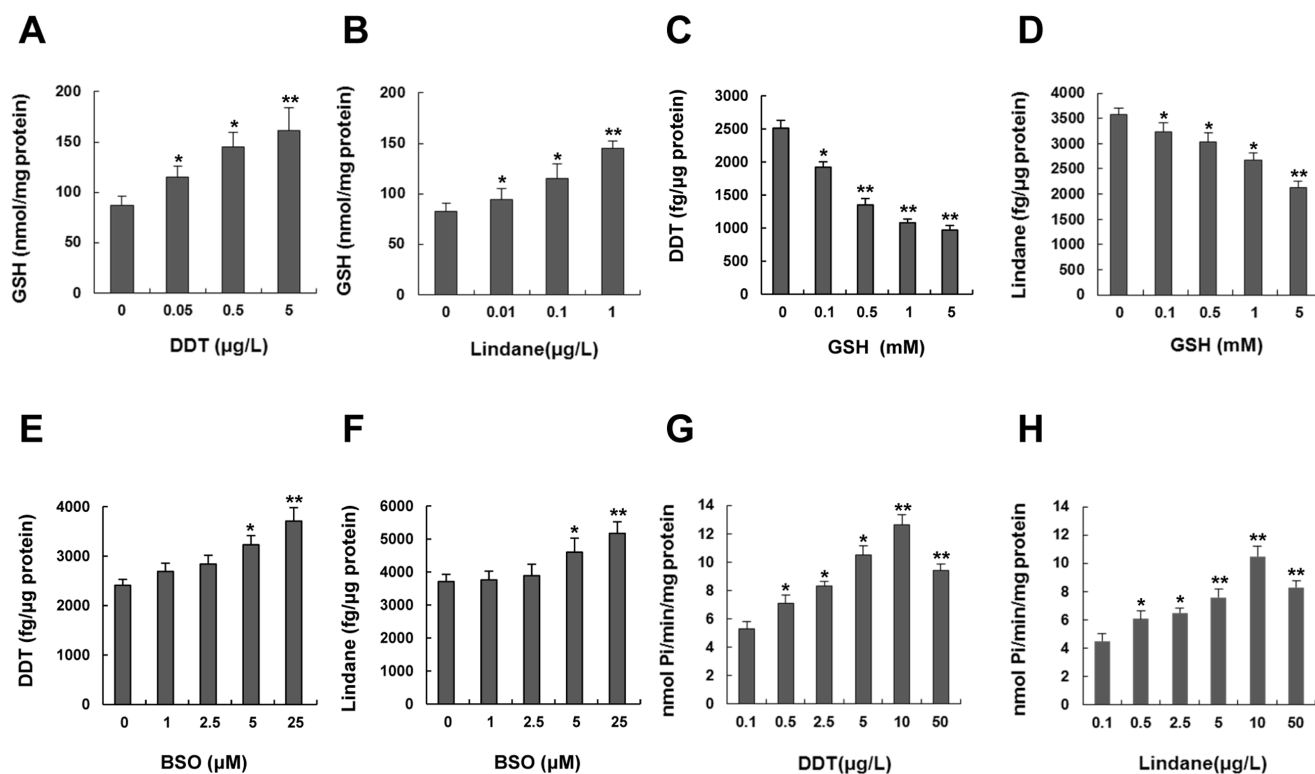 A
B
C
D
GSH (nmol/mg protein)
200
150
100
50
0
*
*
**
0 0.05 0.5 5
DDT (µg/L)
GSH (nmol/mg protein)
200
150
100
50
0
*
*
**
0 0.01 0.1 1
Lindane(µg/L)
DDT (fg/µg protein)
3000
2500
2000
1500
1000
500
0
*
**
**
**
0 0.1 0.5 1 5
GSH (mM)
Lindane (fg/µg protein)
4000
3500
3000
2500
2000
1500
1000
500
0
*
*
*
**
0 0.1 0.5 1 5
GSH (mM)
E
F
G
H
DDT (fg/µg protein)
4000
3000
2000
1000
0
*
**
0 1 2.5 5 25
BSO (µM)
Lindane (fg/µg protein)
6000
5000
4000
3000
2000
1000
0
*
**
0 1 2.5 5 25
BSO (µM)
nmol Pi/min/mg protein
14
12
10
8
6
4
2
0
*
*
*
**
**
0.1 0.5 2.5 5 10 50
DDT(µg/L)
nmol Pi/min/mg protein
14
12
10
8
6
4
2
0
*
*
**
**
**
0.1 0.5 2.5 5 10 50
Lindane(µg/L)